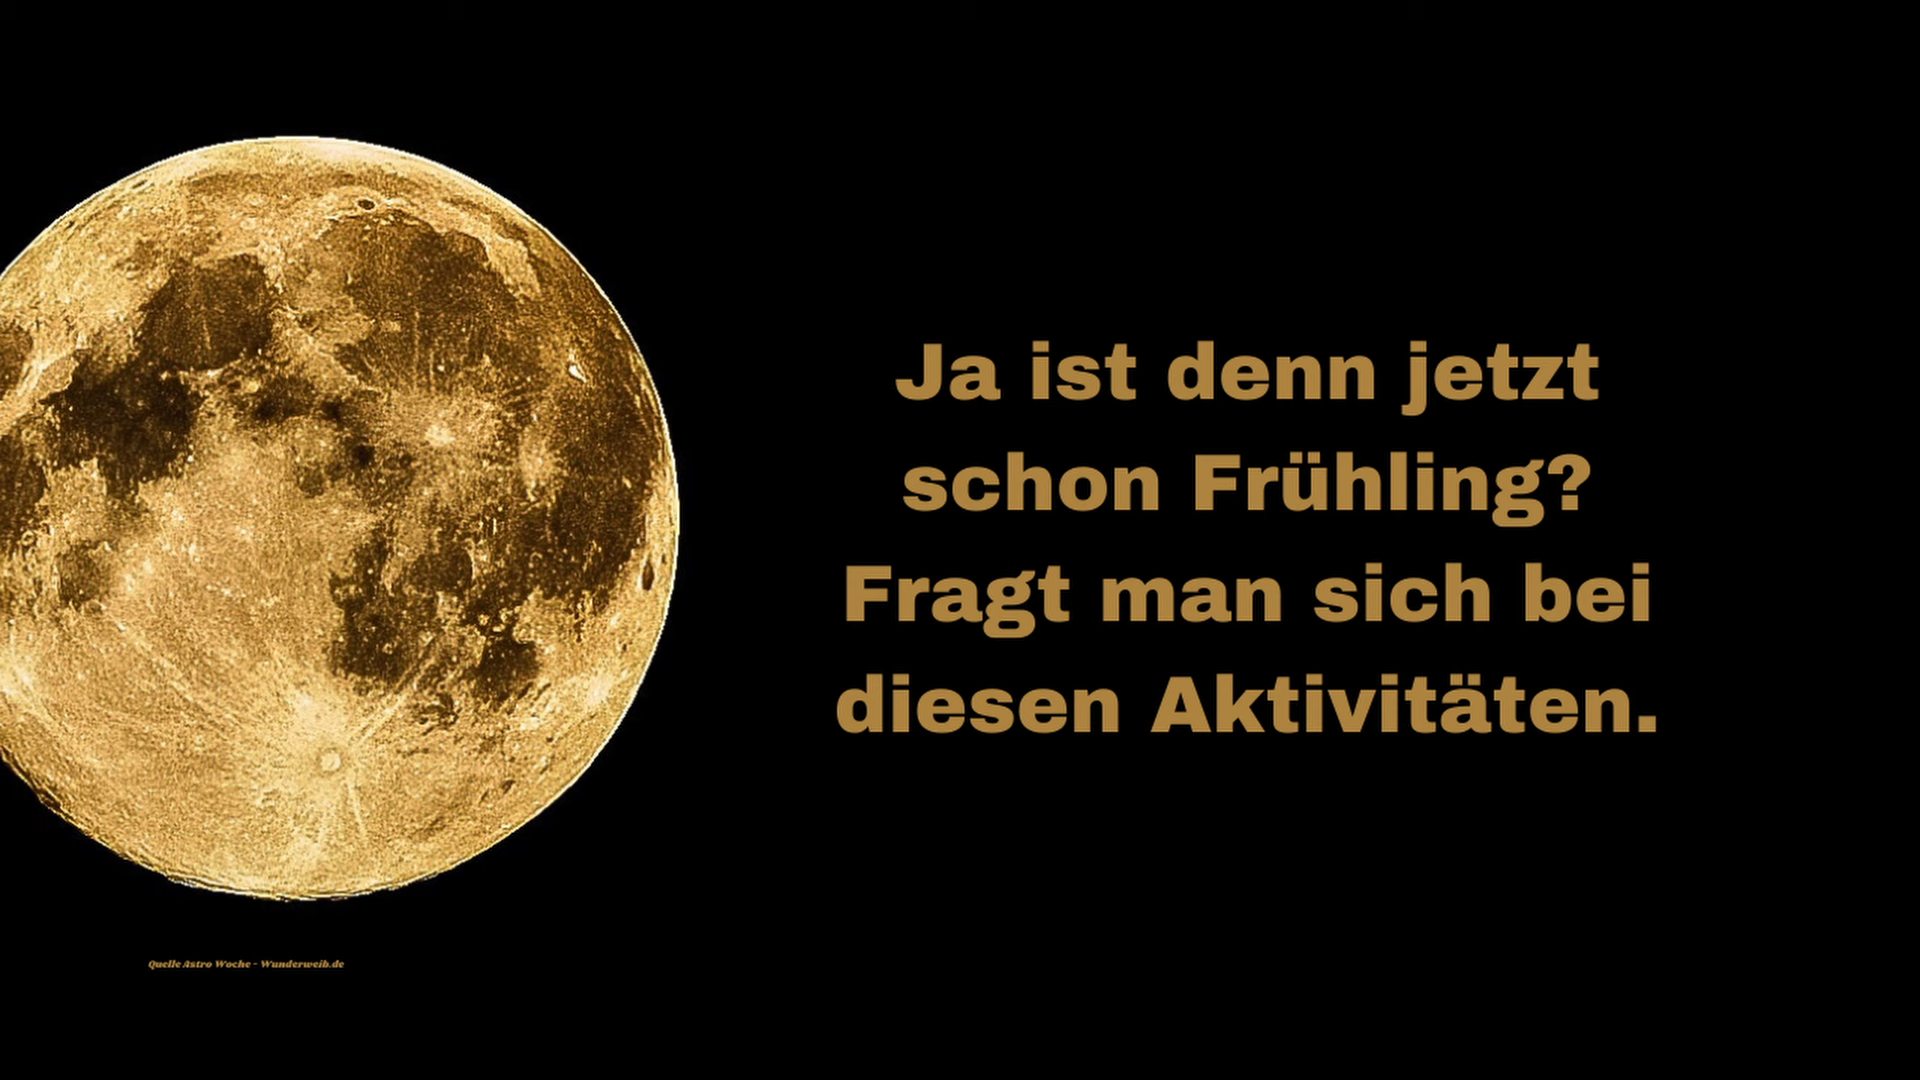 Ja ist denn jetzt
schon Frühling?
Fragt man sich bei
diesen Aktivitäten.
Quelle Astro Woche - Wunderweib.de